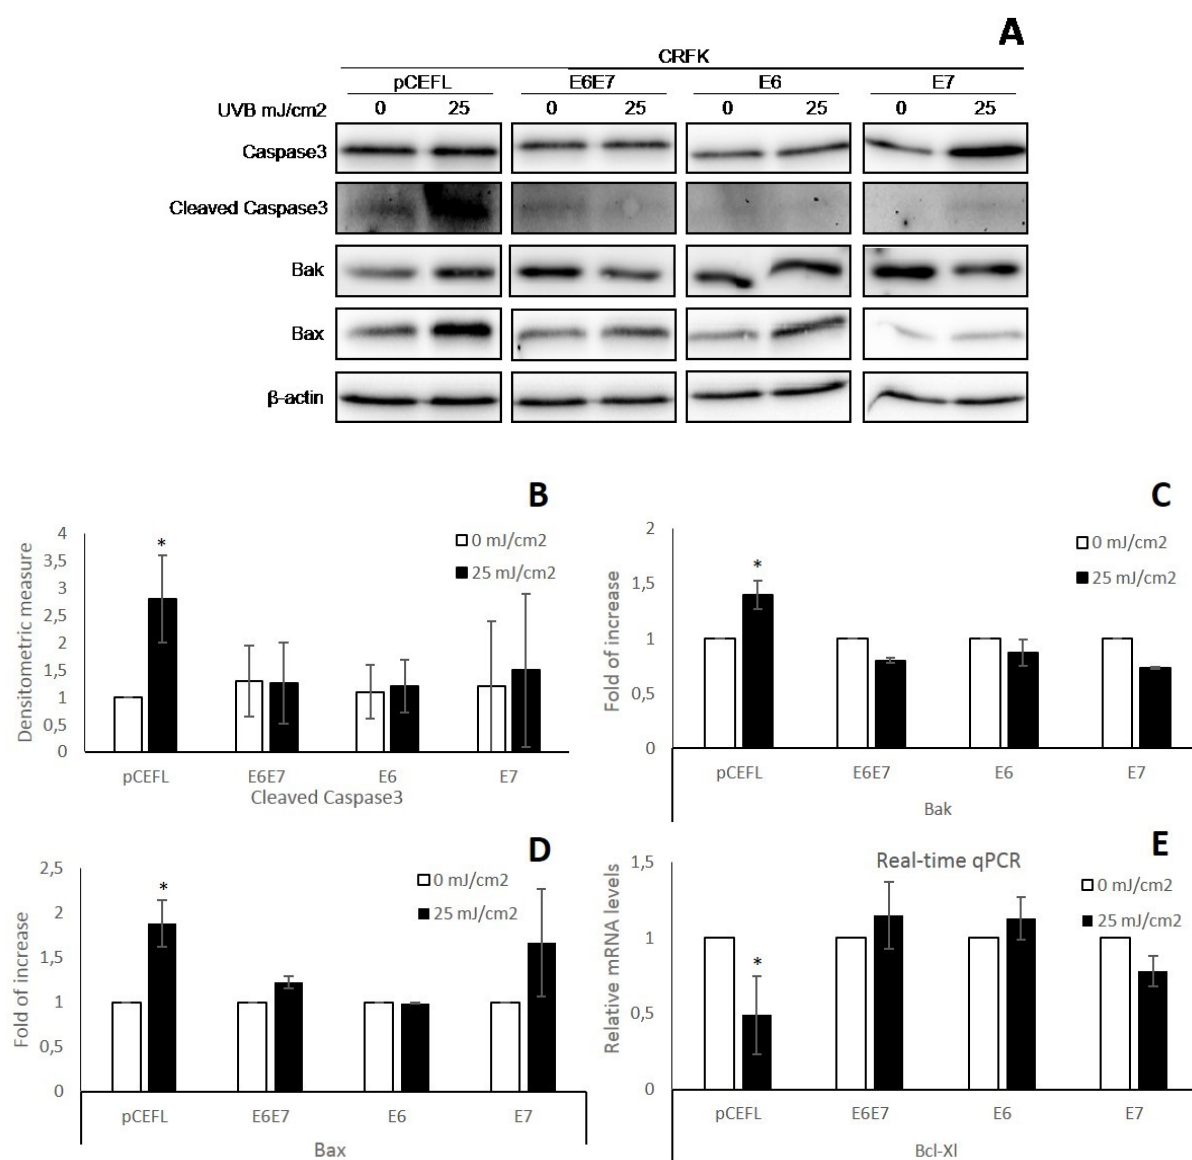 A
CRFK
pCEFL E6E7 E6 E7
UVB mJ/cm2 0 25 0 25 0 25 0 25
Caspase3
Cleaved Caspase3
Bak
Bax
β-actin
B
Densitometric measure
4
3,5
3
2,5
2
1,5
1
0,5
0
*
0 mJ/cm2
25 mJ/cm2
pCEFL E6E7 E6 E7
Cleaved Caspase3
C
Fold of increase
2
1,5
1
0,5
0
*
0 mJ/cm2
25 mJ/cm2
pCEFL E6E7 E6 E7
Bak
D
Fold of increase
2,5
2
1,5
1
0,5
0
*
0 mJ/cm2
25 mJ/cm2
pCEFL E6E7 E6 E7
Bax
E
Real-time qPCR
Relative mRNA levels
1,5
1
0,5
0
*
0 mJ/cm2
25 mJ/cm2
pCEFL E6E7 E6 E7
Bcl-Xl